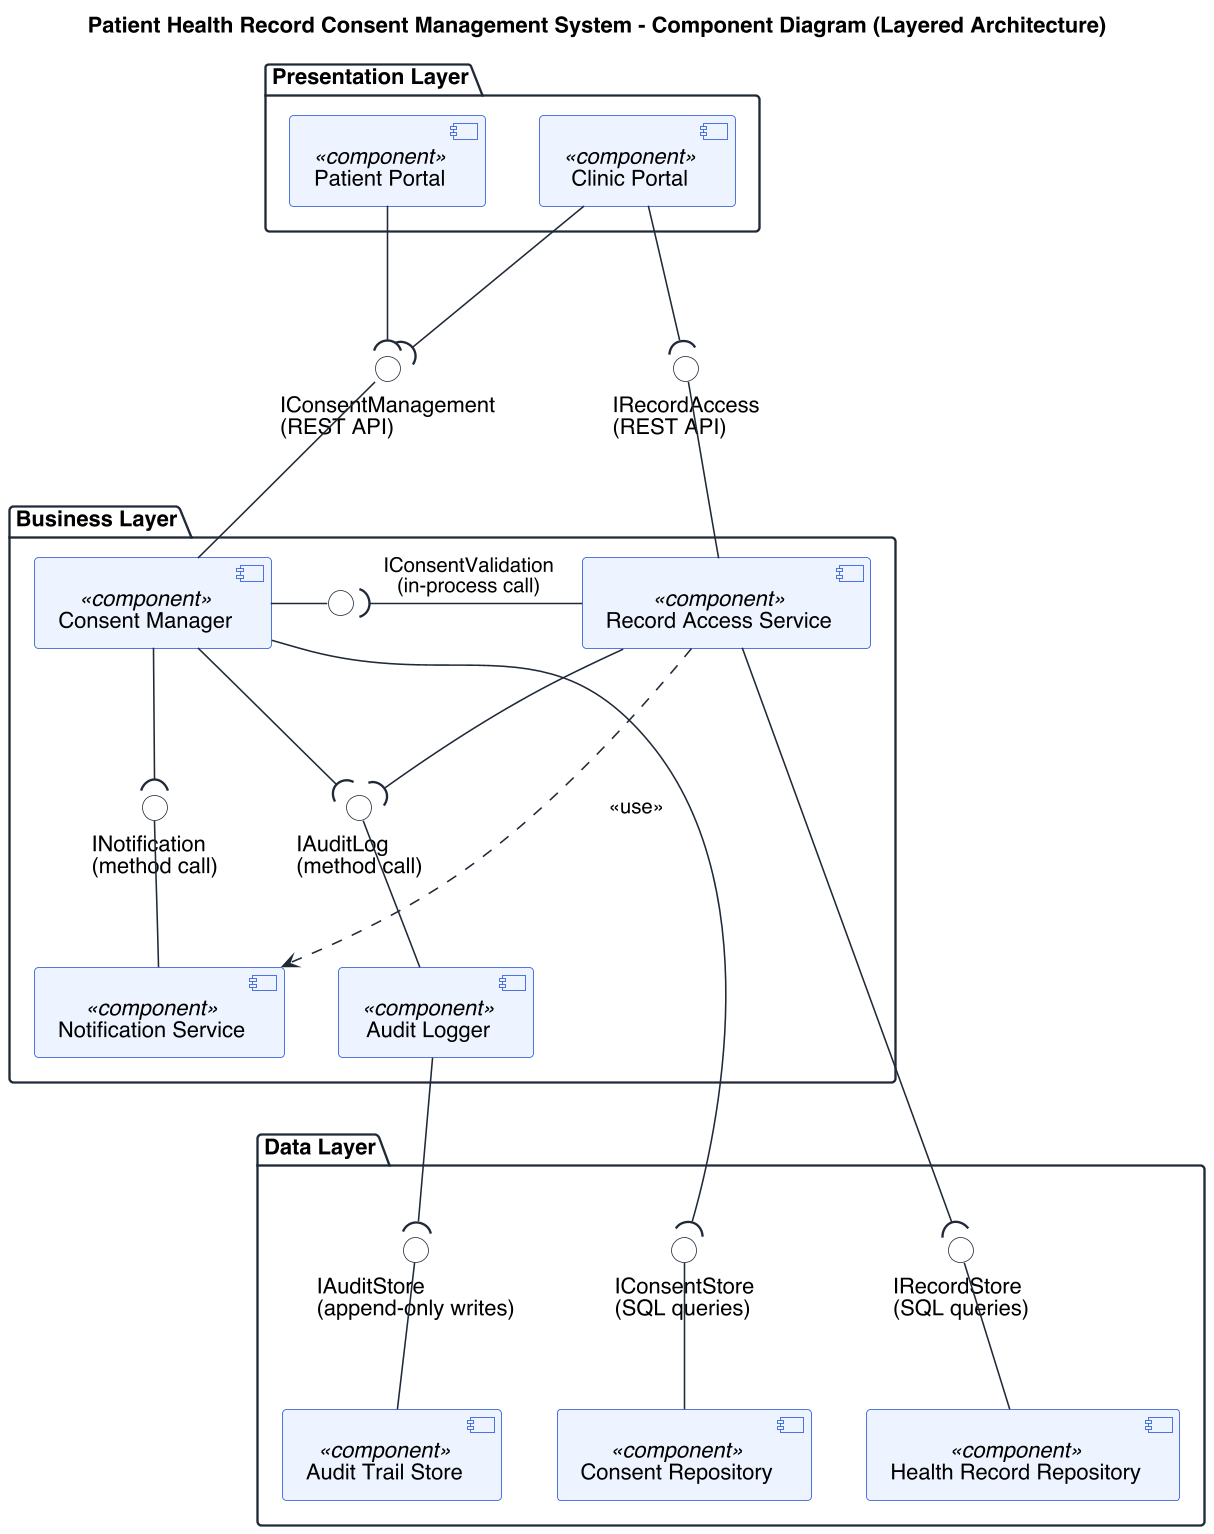 Patient Health Record Consent Management System - Component Diagram (Layered Architecture)
Presentation Layer
«component»
Patient Portal
«component»
Clinic Portal
IConsentManagement
(REST API)
IRecordAccess
(REST API)
Business Layer
«component»
Consent Manager
IConsentValidation
(in-process call)
«component»
Record Access Service
«use»
INotification
(method call)
IAuditLog
(method call)
«component»
Notification Service
«component»
Audit Logger
Data Layer
IAuditStore
(append-only writes)
IConsentStore
(SQL queries)
IRecordStore
(SQL queries)
«component»
Audit Trail Store
«component»
Consent Repository
«component»
Health Record Repository